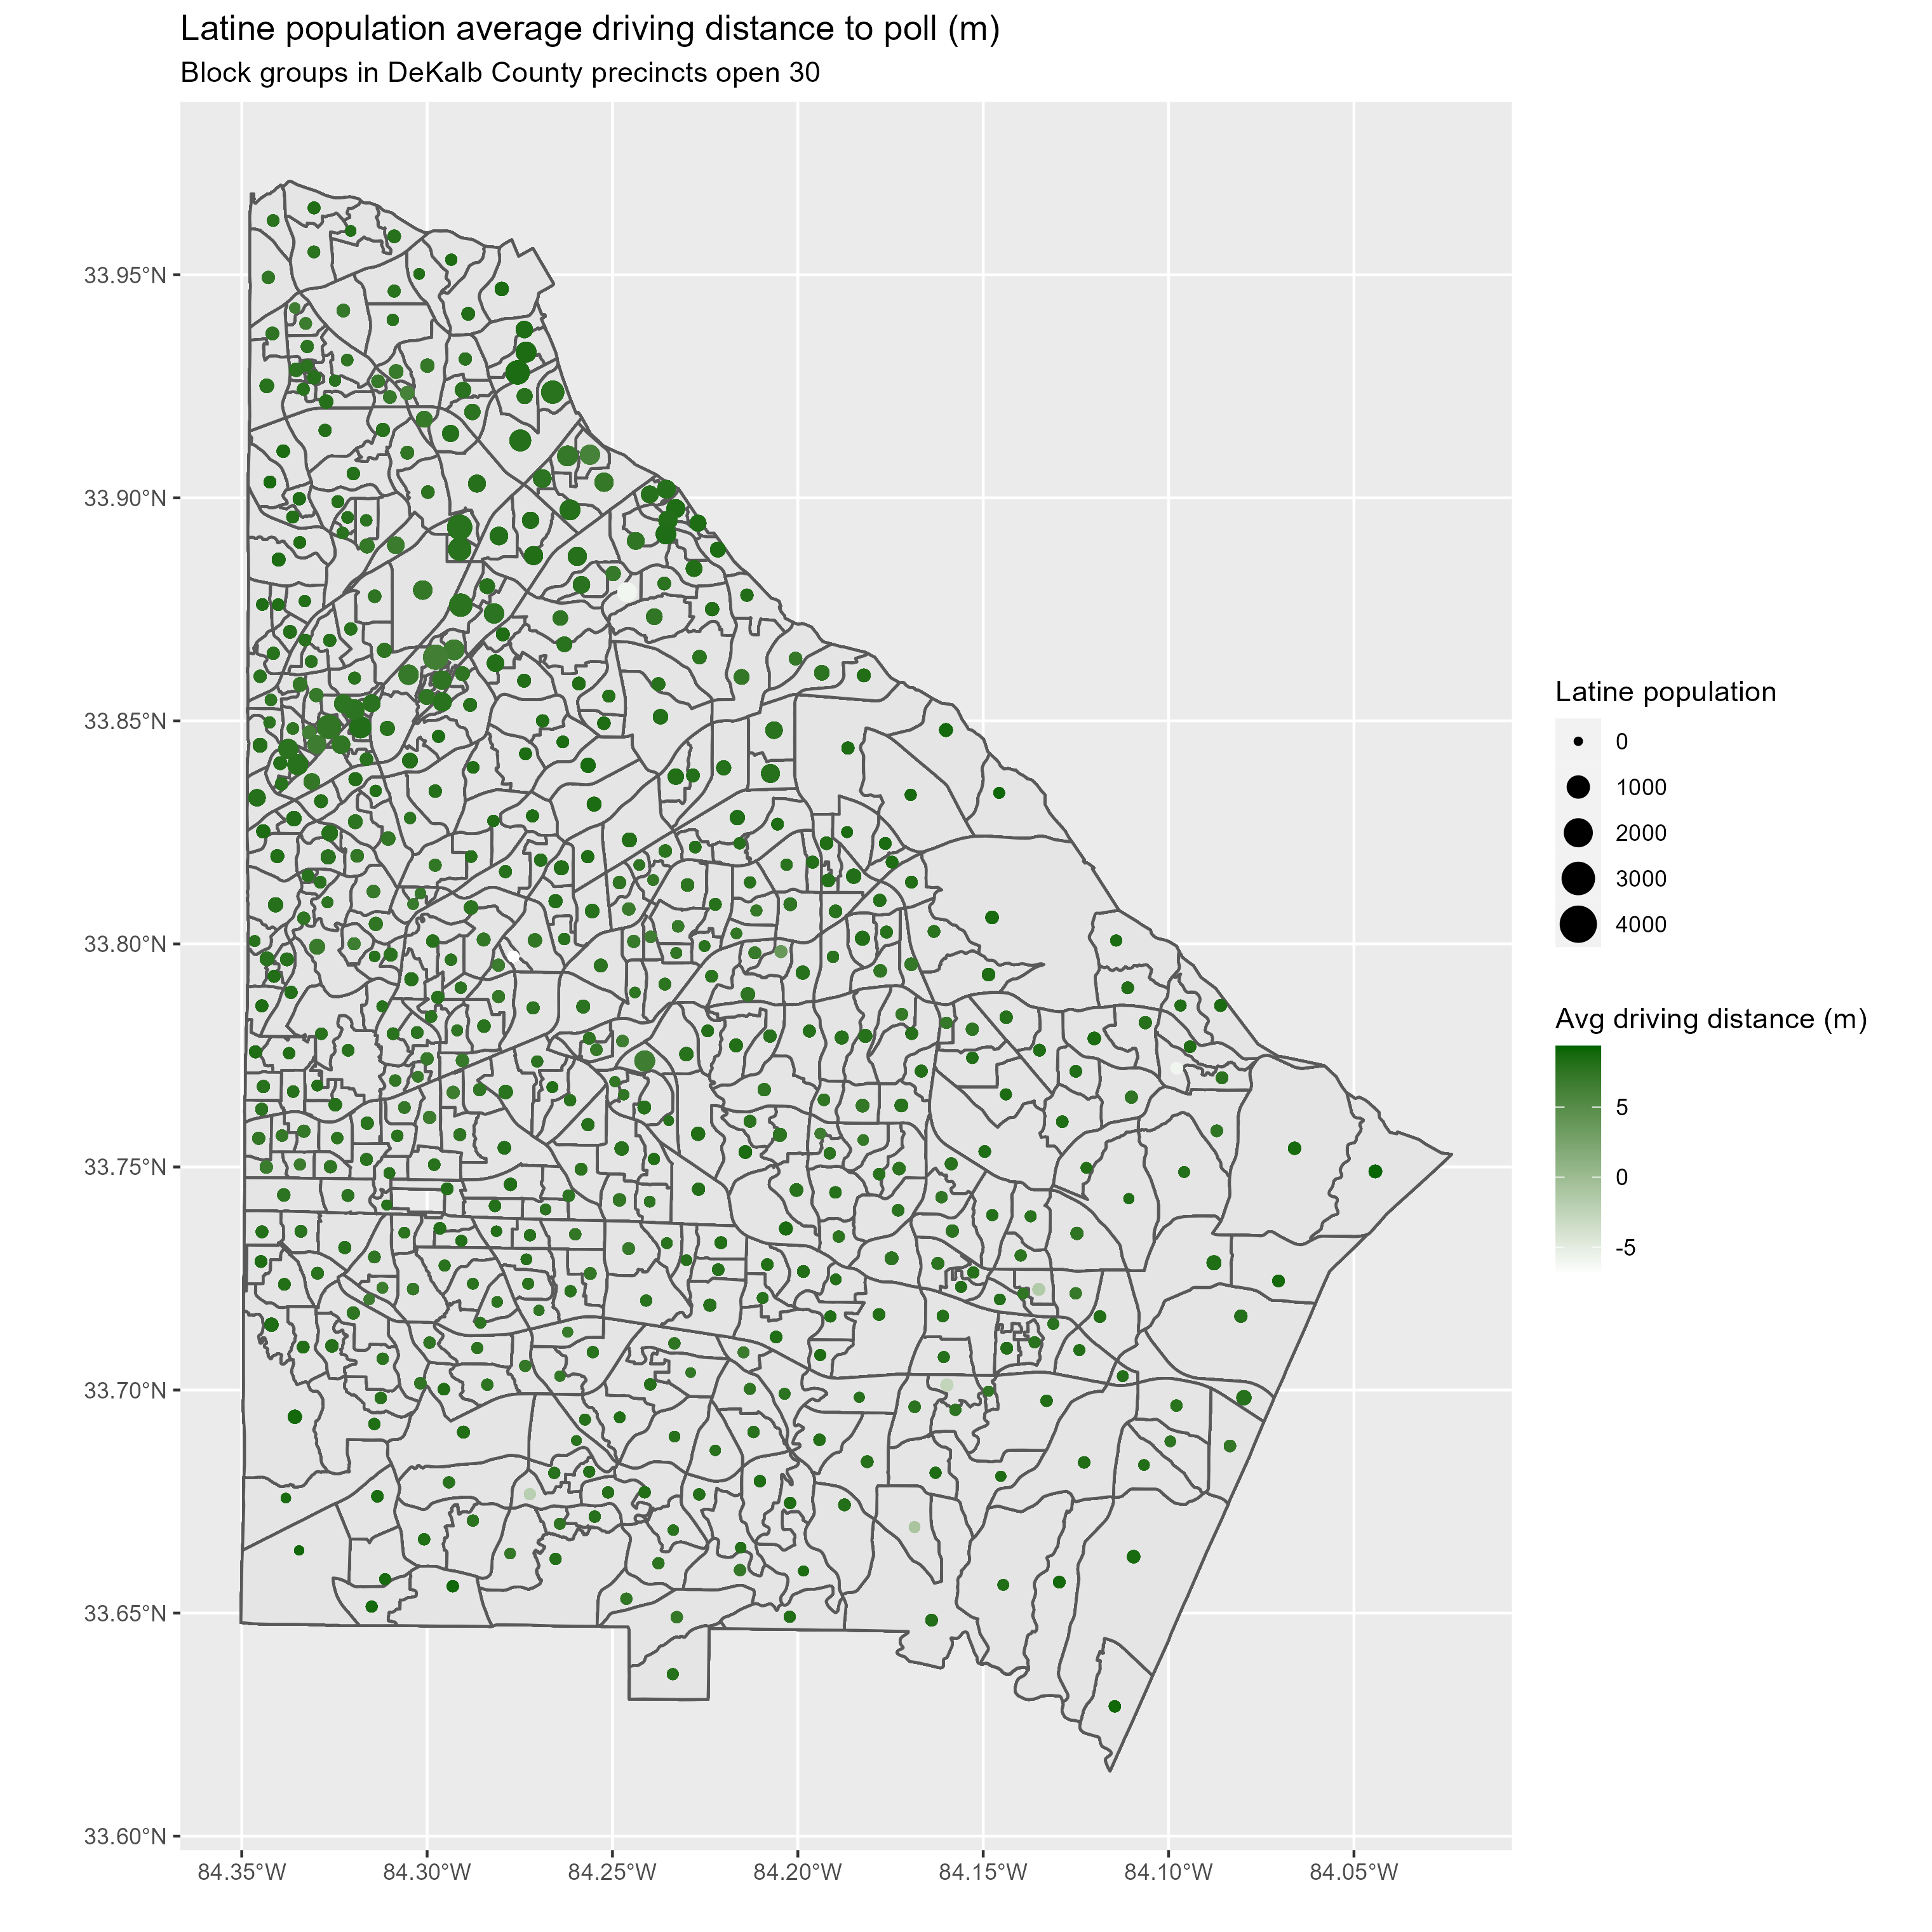 Latine population average driving distance to poll (m)
Block groups in DeKalb County precincts open 30
33.95°N
33.90°N
33.85°N
33.80°N
33.75°N
33.70°N
33.65°N
33.60°N
84.35°W
84.30°W
84.25°W
84.20°W
84.15°W
84.10°W
84.05°W
Latine population
0
1000
2000
3000
4000
Avg driving distance (m)
5
0
-5